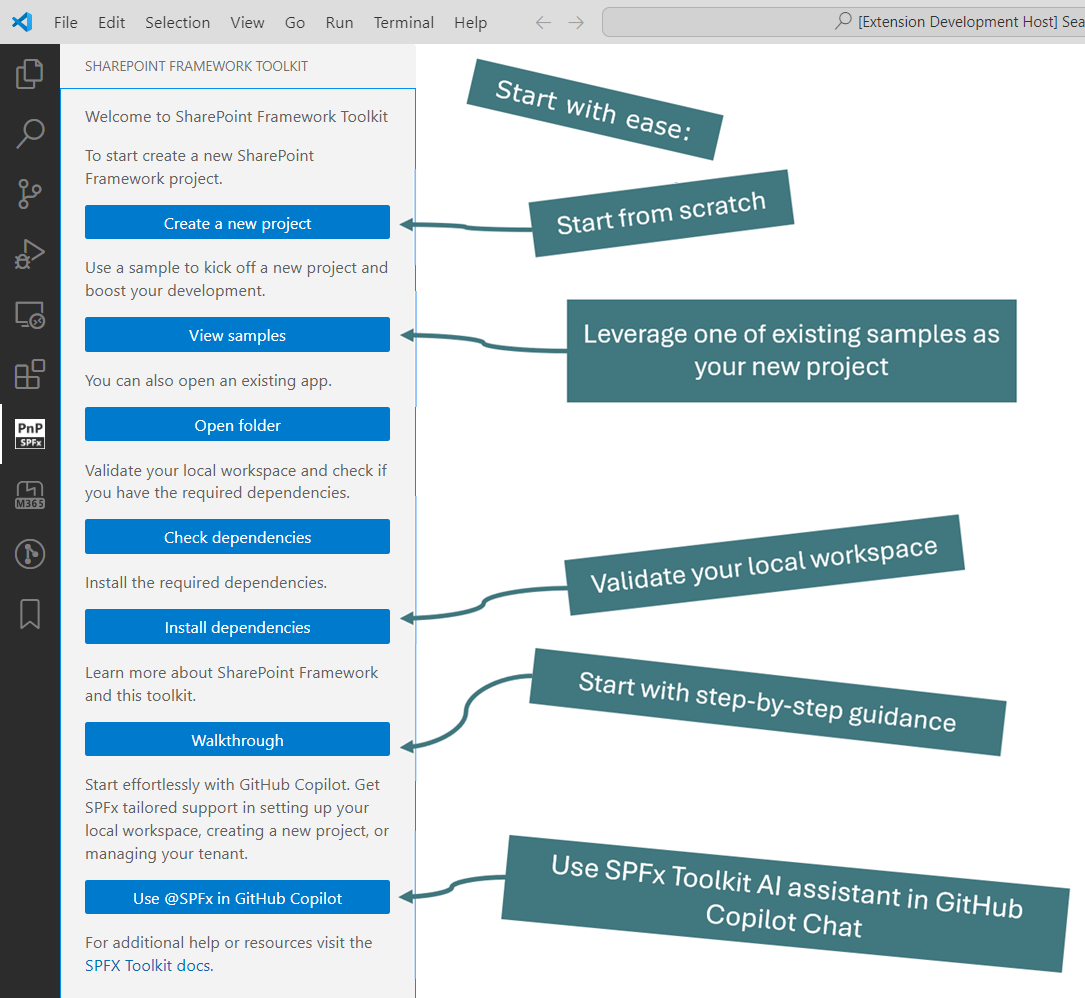 File Edit Selection View Go Run Terminal Help
[Extension Development Host] Sea
SHAREPOINT FRAMEWORK TOOLKIT
Welcome to SharePoint Framework Toolkit
To start create a new SharePoint
Framework project.
Create a new project
Use a sample to kick off a new project and
boost your development.
View samples
You can also open an existing app.
Open folder
Validate your local workspace and check if
you have the required dependencies.
Check dependencies
Install the required dependencies.
Install dependencies
Learn more about SharePoint Framework
and this toolkit.
Walkthrough
Start effortlessly with GitHub Copilot. Get
SPFx tailored support in setting up your
local workspace, creating a new project, or
managing your tenant.
Use @SPFx in GitHub Copilot
For additional help or resources visit the
SPFX Toolkit docs.
PnP
SPFx
M365
Start with ease:
Start from scratch
Leverage one of existing samples as
your new project
Validate your local workspace
Start with step-by-step guidance
Use SPFx Toolkit AI assistant in GitHub
Copilot Chat